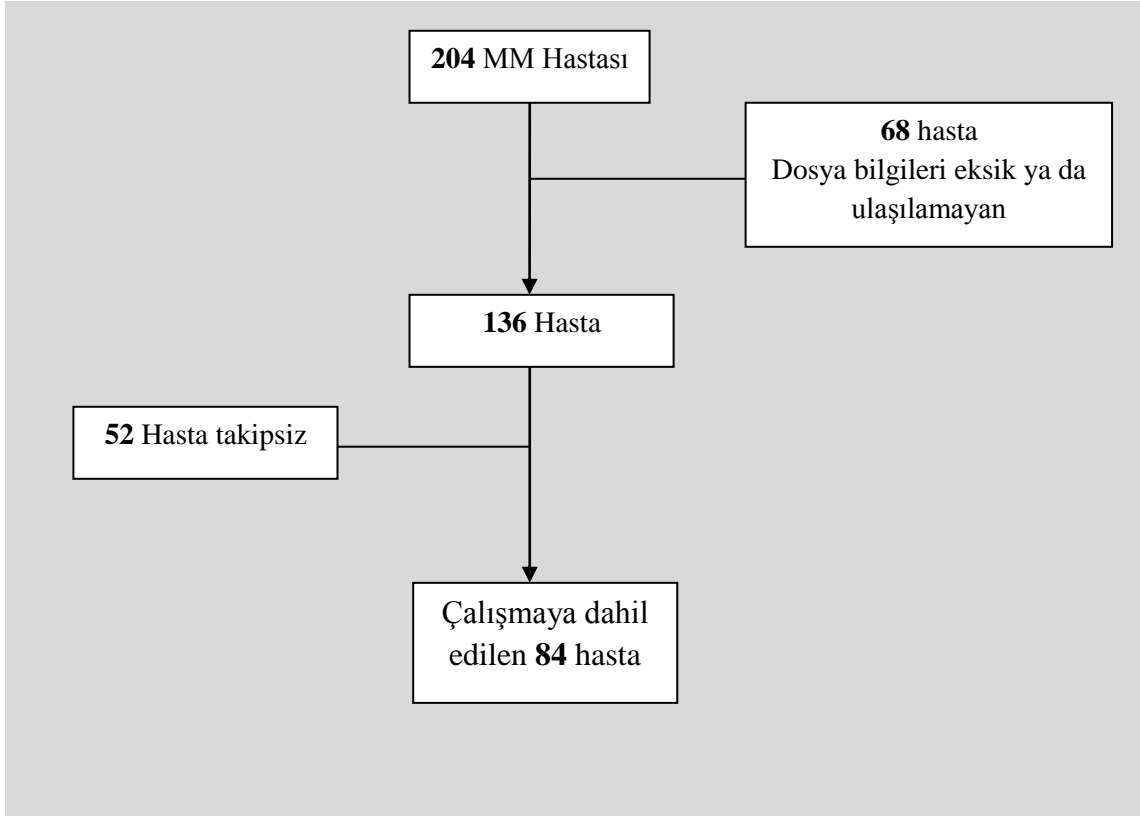 204 MM Hastası
68 hasta
Dosya bilgileri eksik ya da
ulaşılamayan
136 Hasta
52 Hasta takipsiz
Çalışmaya dahil
edilen 84 hasta